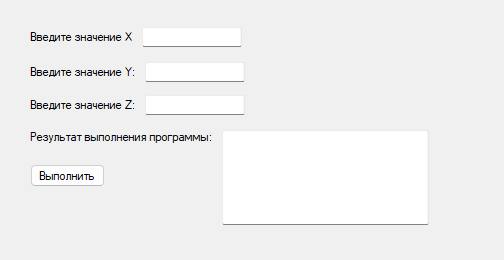 Введите значение X
Введите значение Y:
Введите значение Z:
Результат выполнения программы:
Выполнить